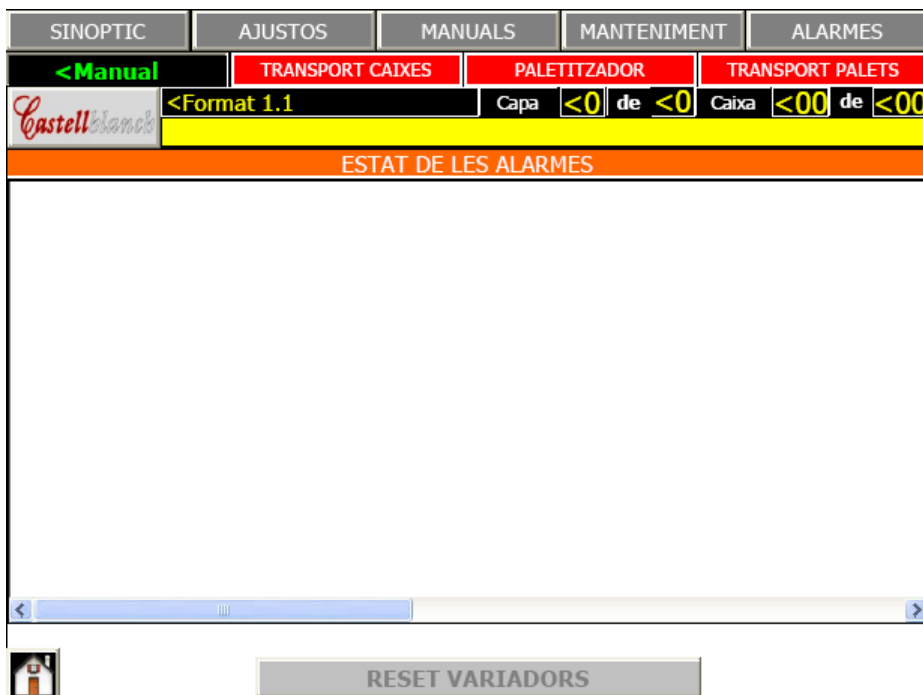 SINOPTIC AJUSTOS MANUALS MANTENIMENT ALARMES
<Manual TRANSPORT CAIXES PALETITZADOR TRANSPORT PALETS
Castellblanch <Format 1.1 Capa <0 de <0 Caixa <00 de <00
ESTAT DE LES ALARMES
RESET VARIADORS